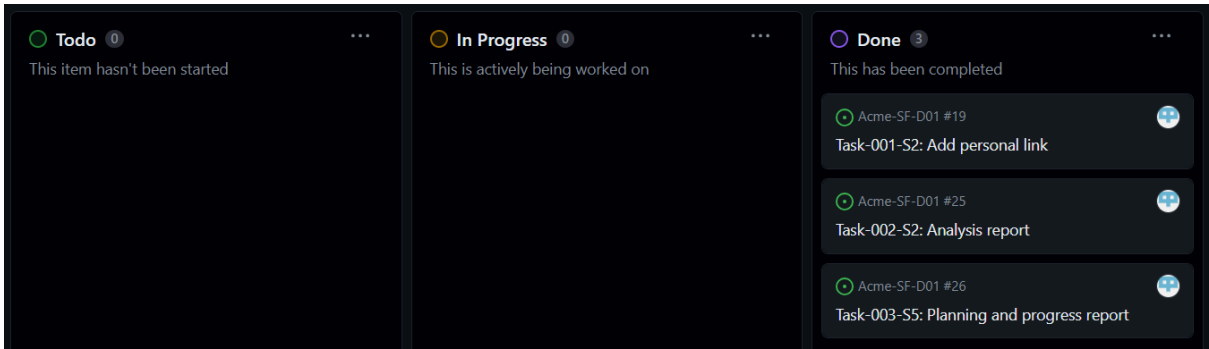 Todo 0
This item hasn't been started
In Progress 0
This is actively being worked on
Done 3
This has been completed
Acme-SF-D01 #19
Task-001-S2: Add personal link
Acme-SF-D01 #25
Task-002-S2: Analysis report
Acme-SF-D01 #26
Task-003-S5: Planning and progress report